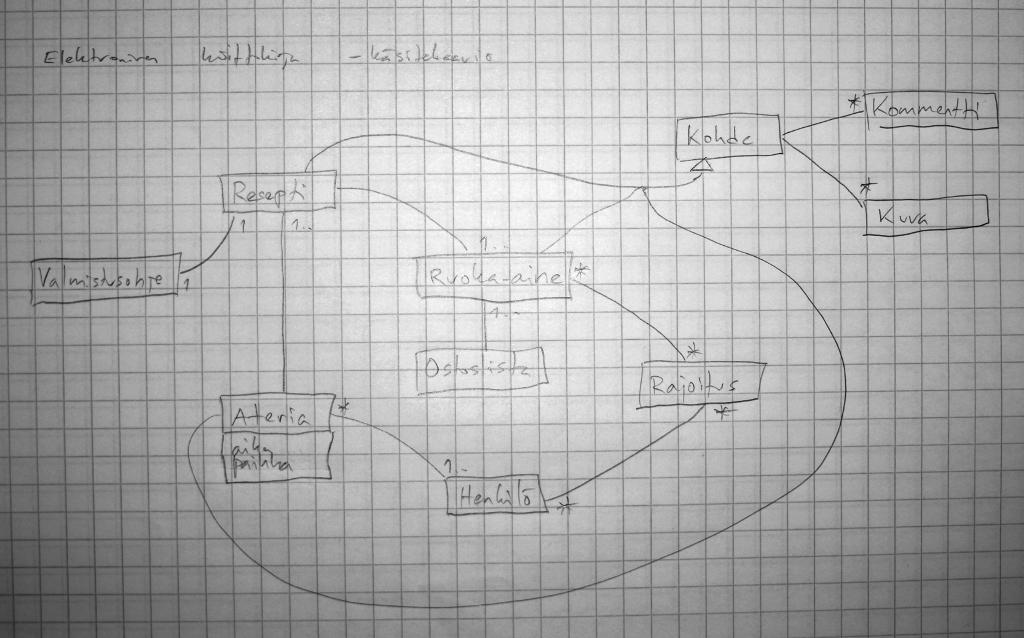 Elektroninen keittokirja - käsitekaavio
* Kommentti
Kohde
* Kuva
Resepti
1 1..
Valmistusohje 1
1..
Ruoka-aine *
1..
Ostoslista
* Rajoitus
*
Ateria *
aika
paikka
1..
Henkilö *